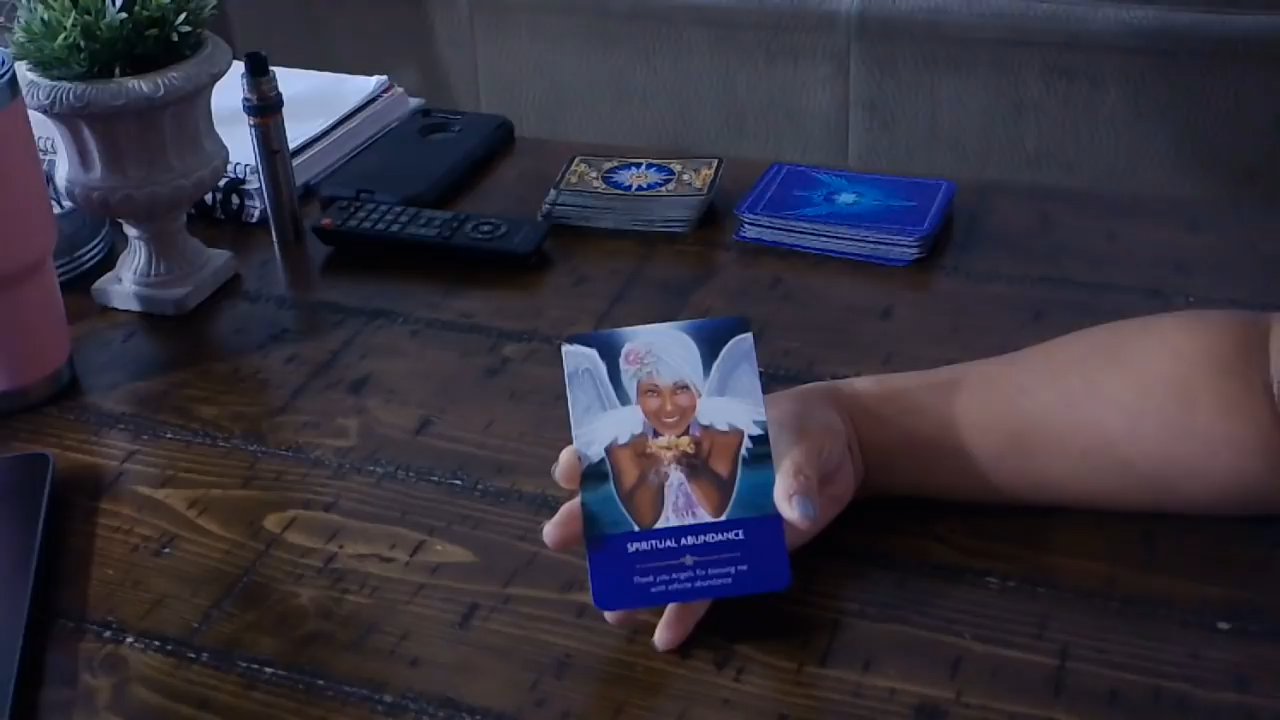 SPIRITUAL ABUNDANCE
Thank you Angels for blessing me
with infinite abundance